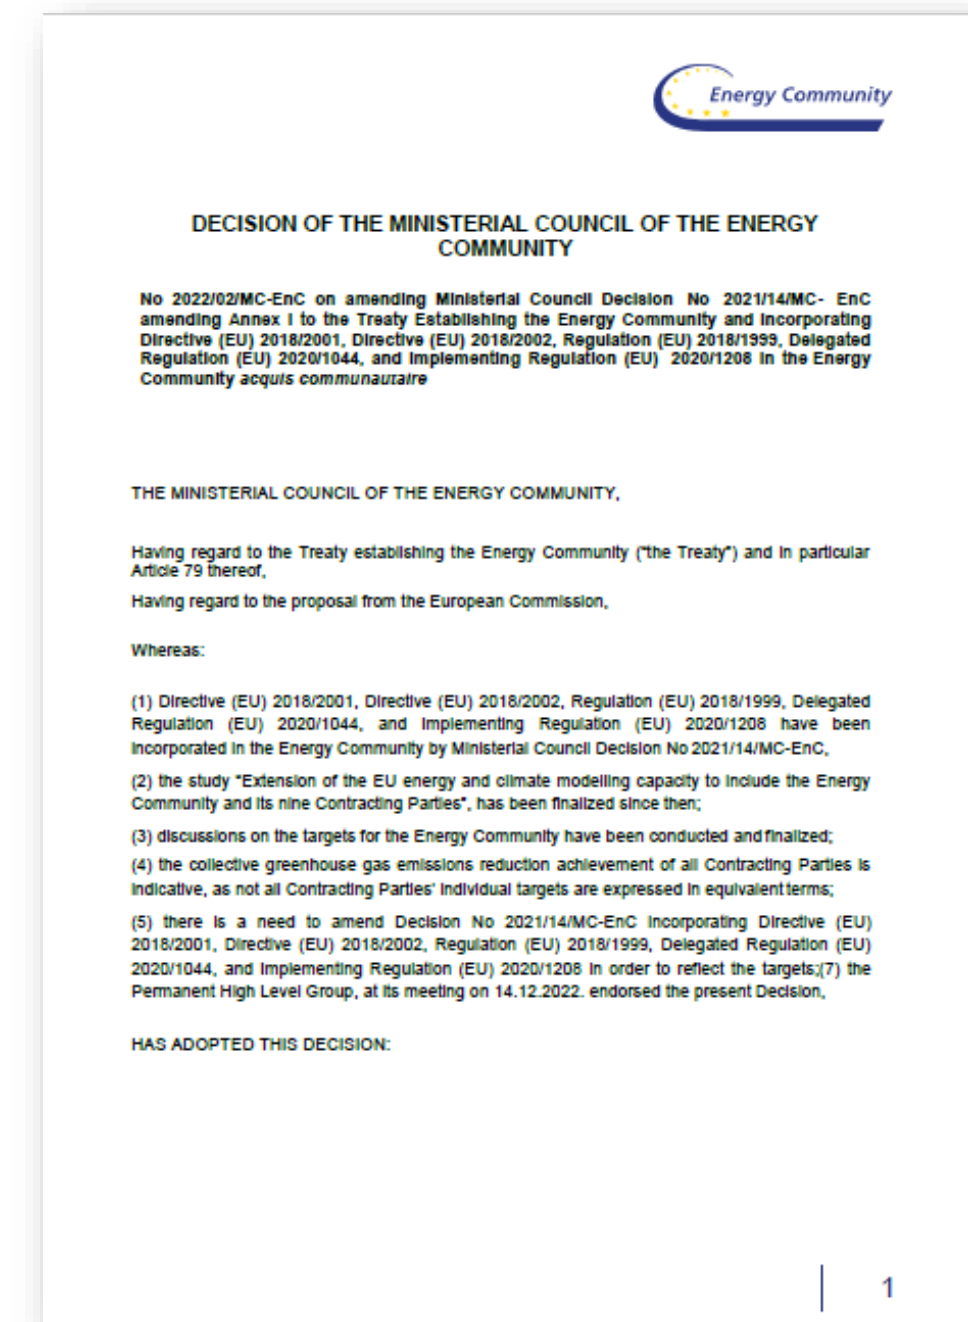 Energy Community
DECISION OF THE MINISTERIAL COUNCIL OF THE ENERGY
COMMUNITY
No 2022/02/MC-EnC on amending Ministerial Council Decision No 2021/14/MC- EnC
amending Annex I to the Treaty Establishing the Energy Community and Incorporating
Directive (EU) 2018/2001, Directive (EU) 2018/2002, Regulation (EU) 2018/1999, Delegated
Regulation (EU) 2020/1044, and Implementing Regulation (EU) 2020/1208 in the Energy
Community acquis communautaire
THE MINISTERIAL COUNCIL OF THE ENERGY COMMUNITY,
Having regard to the Treaty establishing the Energy Community ("the Treaty") and in particular
Article 79 thereof,
Having regard to the proposal from the European Commission,
Whereas:
(1) Directive (EU) 2018/2001, Directive (EU) 2018/2002, Regulation (EU) 2018/1999, Delegated
Regulation (EU) 2020/1044, and Implementing Regulation (EU) 2020/1208 have been
incorporated in the Energy Community by Ministerial Council Decision No 2021/14/MC-EnC,
(2) the study "Extension of the EU energy and climate modelling capacity to include the Energy
Community and its nine Contracting Parties", has been finalized since then;
(3) discussions on the targets for the Energy Community have been conducted and finalized;
(4) the collective greenhouse gas emissions reduction achievement of all Contracting Parties is
indicative, as not all Contracting Parties' individual targets are expressed in equivalent terms;
(5) there is a need to amend Decision No 2021/14/MC-EnC incorporating Directive (EU)
2018/2001, Directive (EU) 2018/2002, Regulation (EU) 2018/1999, Delegated Regulation (EU)
2020/1044, and Implementing Regulation (EU) 2020/1208 in order to reflect the targets;(7) the
Permanent High Level Group, at its meeting on 14.12.2022. endorsed the present Decision,
HAS ADOPTED THIS DECISION:
1